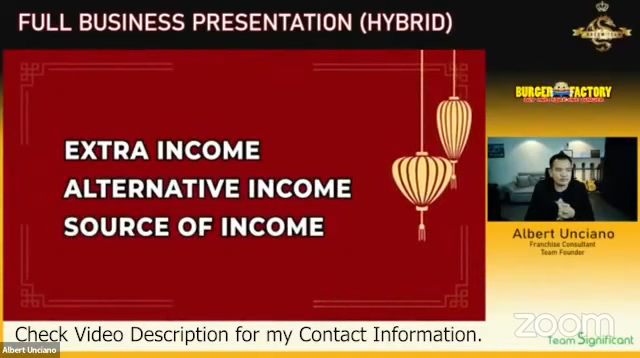 FULL BUSINESS PRESENTATION (HYBRID)
EXTRA INCOME
ALTERNATIVE INCOME
SOURCE OF INCOME
BURGER FACTORY
Albert Unciano
Franchise Consultant
Team Founder
Check Video Description for my Contact Information.
Albert Unciano
zoom
Team Significant